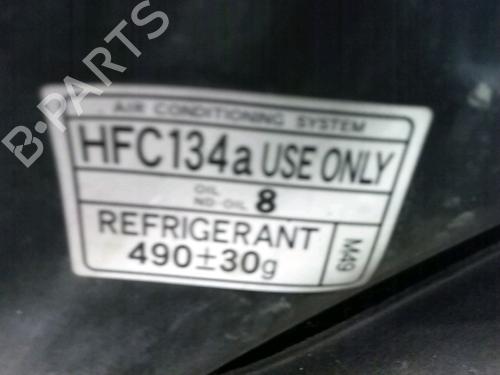 B-PARTS
AIR CONDITIONING SYSTEM
HFC134a USE ONLY
OIL
ND-OIL 8
REFRIGERANT
490±30g
M49